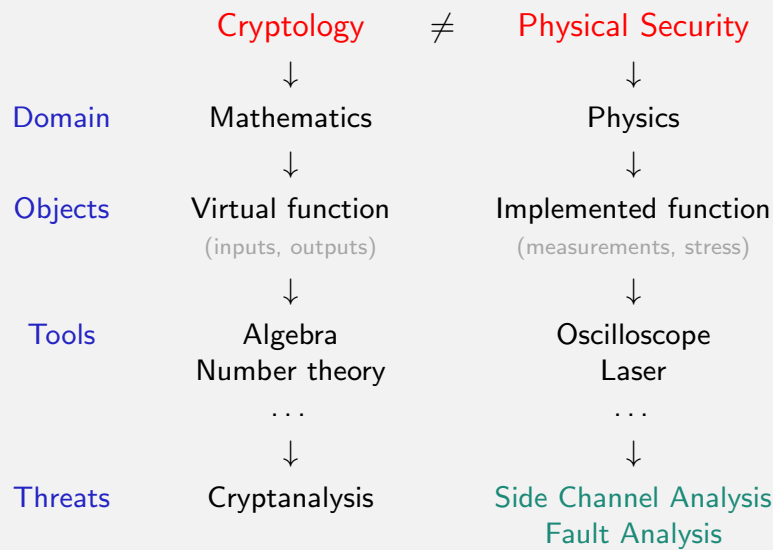 Cryptology ≠ Physical Security
↓ ↓
Domain Mathematics Physics
↓ ↓
Objects Virtual function Implemented function
(inputs, outputs) (measurements, stress)
↓ ↓
Tools Algebra Oscilloscope
Number theory Laser
... ...
↓ ↓
Threats Cryptanalysis Side Channel Analysis
Fault Analysis